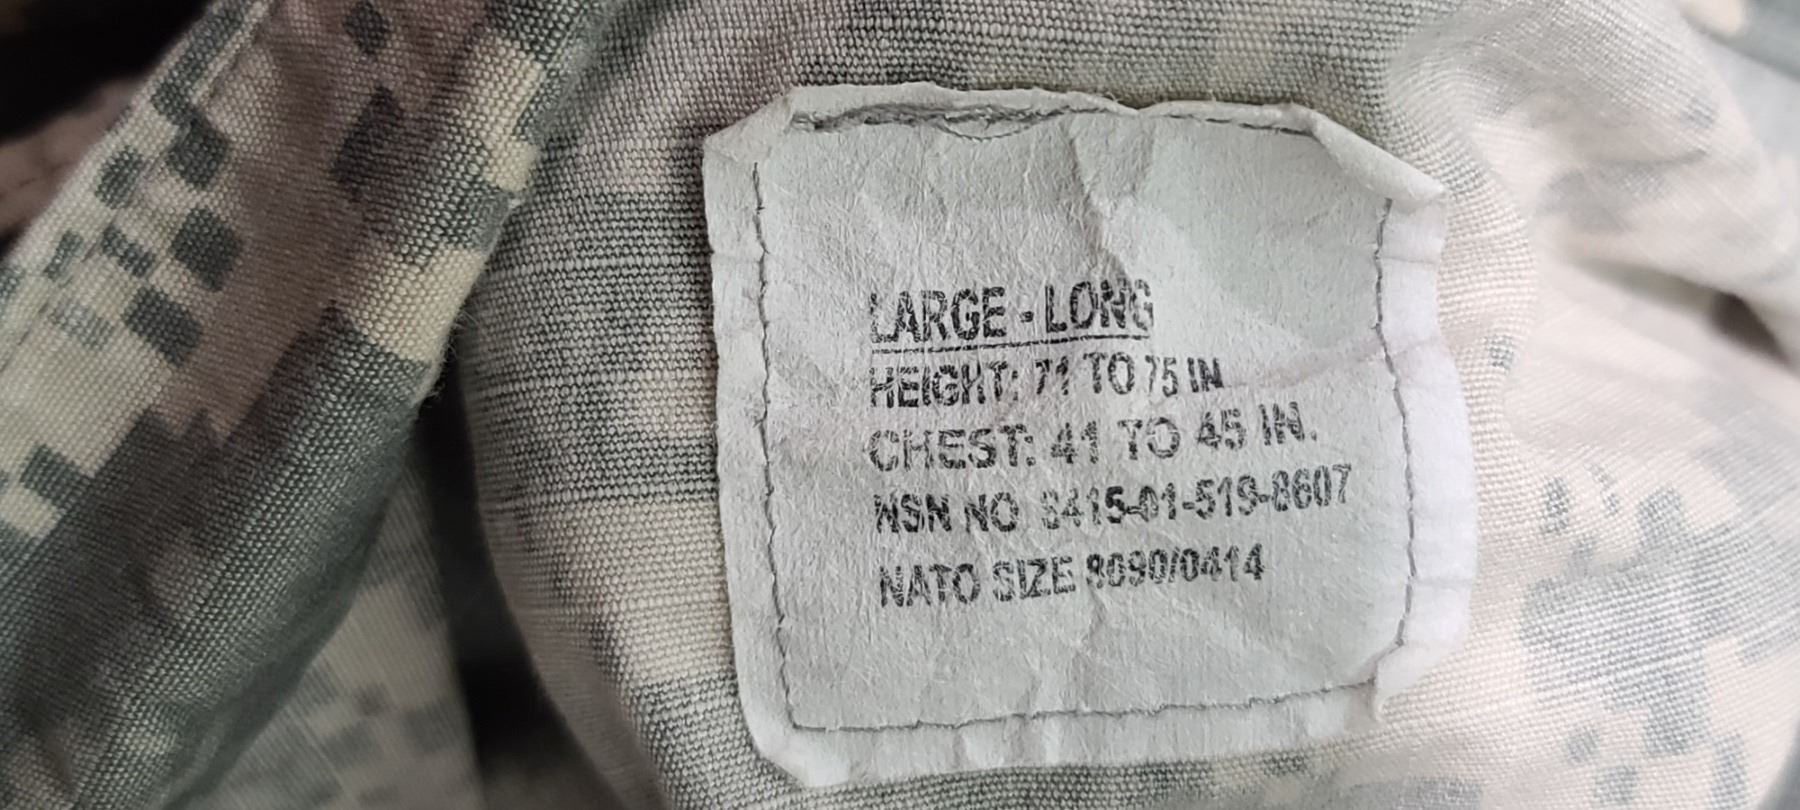 LARGE - LONG
HEIGHT: 71 TO 75 IN
CHEST: 41 TO 45 IN.
NSN NO 8415-01-519-8607
NATO SIZE 8090/0414